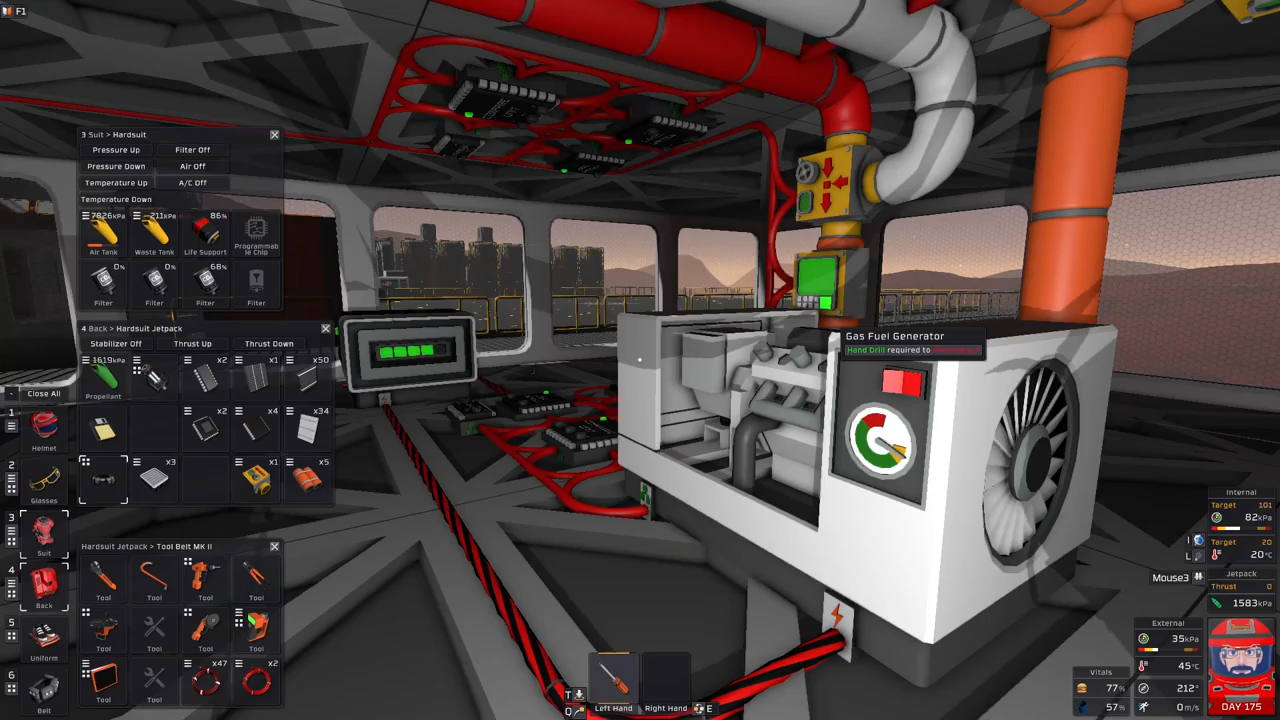 F1
3 Suit > Hardsuit
Pressure Up
Filter Off
Pressure Down
Air Off
Temperature Up
A/C Off
Temperature Down
7826kPa
211kPa
86%
Air Tank
Waste Tank
Life Support
Programmab
le Chip
0%
0%
68%
Filter
Filter
Filter
Filter
4 Back > Hardsuit Jetpack
Stabilizer Off
Thrust Up
Thrust Down
1619kPa
x2
x1
x50
Propellant
x2
x4
x34
x3
x1
x5
Close All
1
Helmet
2
Glasses
3
Suit
4
Back
5
Uniform
6
Belt
Hardsuit Jetpack > Tool Belt MK II
Tool
Tool
Tool
Tool
Tool
Tool
Tool
Tool
x47
x2
Tool
Tool
Gas Fuel Generator
Hand Drill required to
T
Q
Left Hand
Right Hand
E
Mouse3
Internal
Target 101
82kPa
Target 20
20°C
Jetpack
Thrust 0
1583kPa
External
35kPa
45°C
212°
0m/s
Vitals
77%
57%
DAY 175